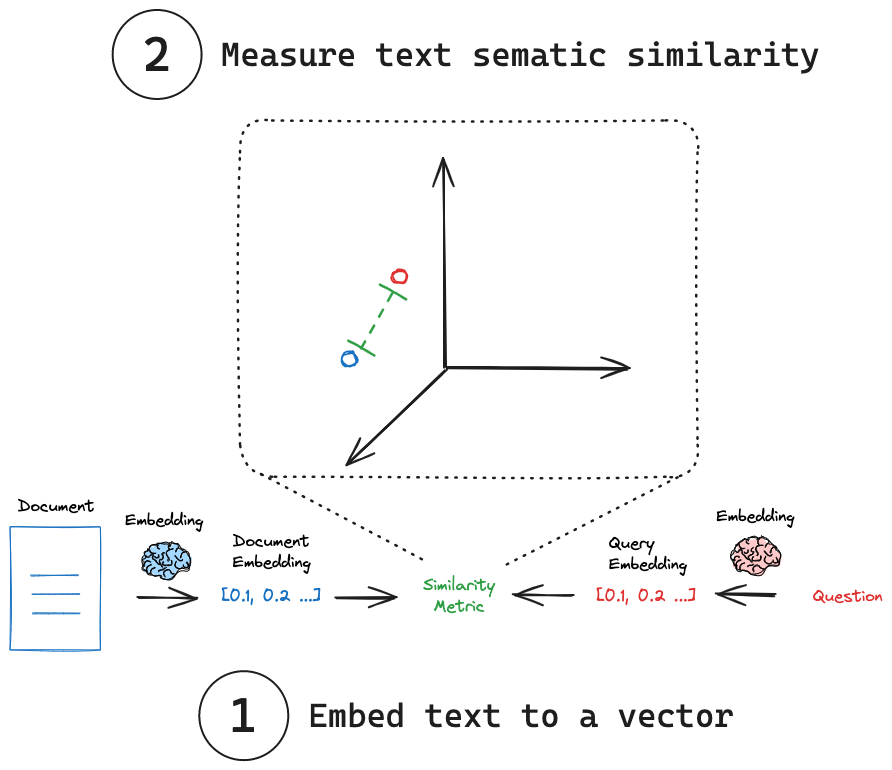 2 Measure text sematic similarity
Document
Embedding
Document
Embedding
[0.1, 0.2 ...]
Similarity
Metric
Query
Embedding
[0.1, 0.2 ...]
Embedding
Question
1 Embed text to a vector